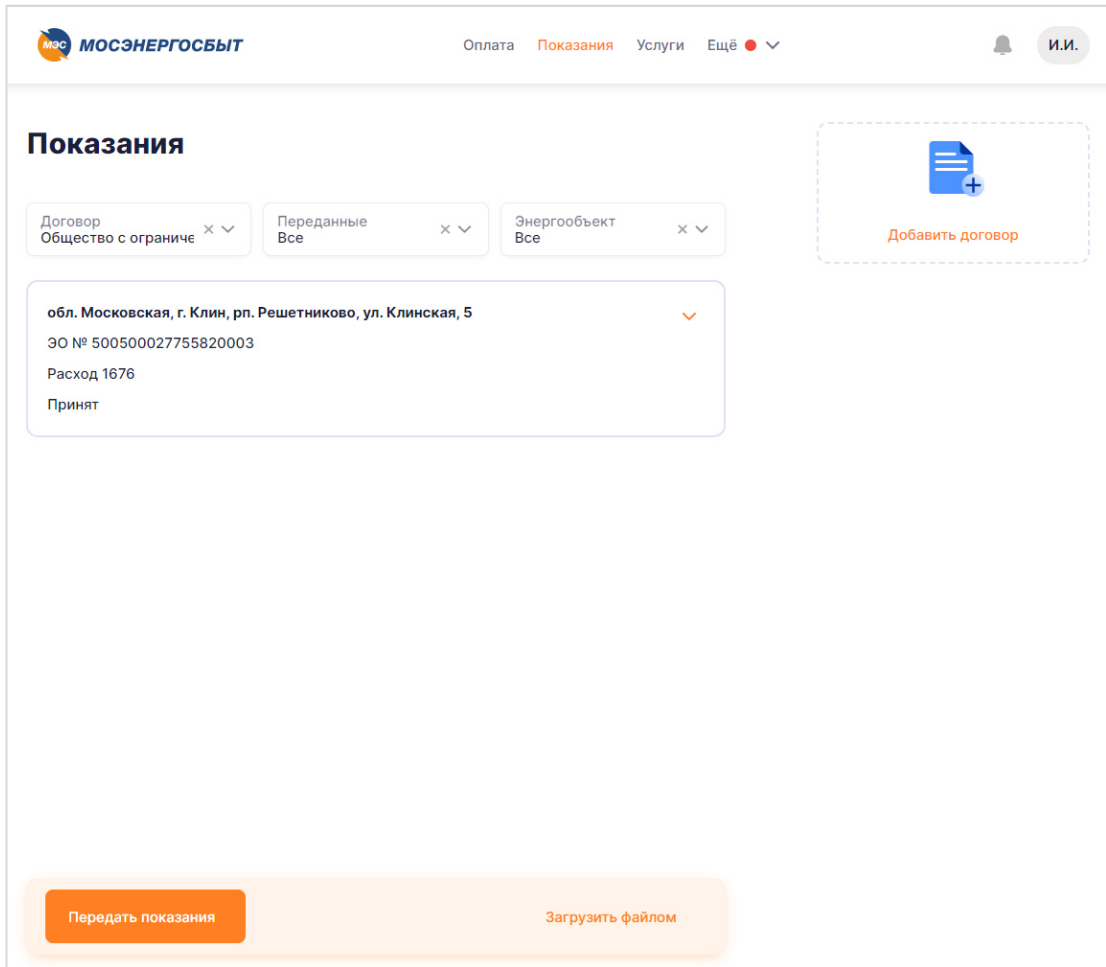 МЭС МОСЭНЕРГОСБЫТ
Оплата Показания Услуги Ещё
И.И.
Показания
Договор
Общество с ограниче
Переданные
Все
Энергообъект
Все
Добавить договор
обл. Московская, г. Клин, рп. Решетниково, ул. Клинская, 5
ЭО № 500500027755820003
Расход 1676
Принят
Передать показания
Загрузить файлом